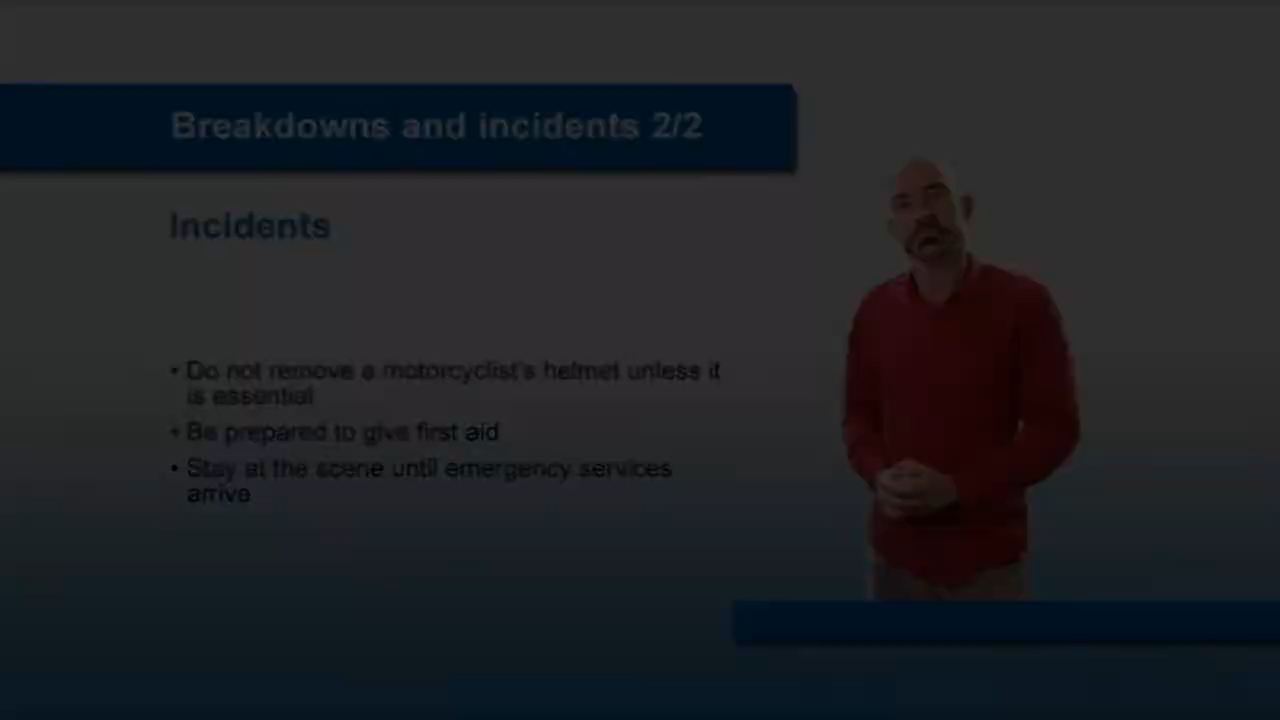 Breakdowns and incidents 2/2
Incidents
• Do not remove a motorcyclist's helmet unless it
is essential
• Be prepared to give first aid
• Stay at the scene until emergency services
arrive